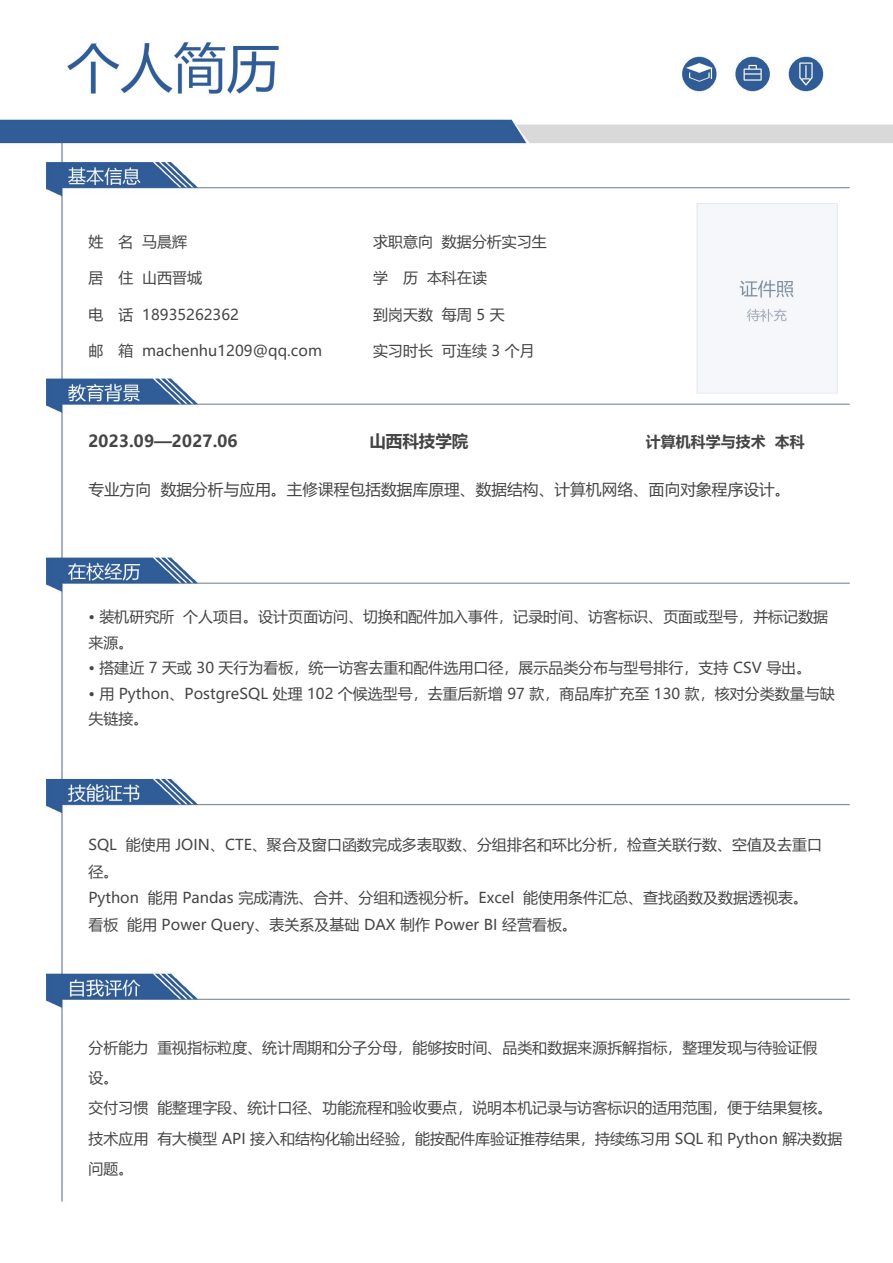 个人简历
基本信息
姓 名 马晨辉
求职意向 数据分析实习生
居 住 山西晋城
学 历 本科在读
电 话 18935262362
到岗天数 每周 5 天
邮 箱 machenhu1209@qq.com
实习时长 可连续 3 个月
证件照
待补充
教育背景
2023.09—2027.06 山西科技学院 计算机科学与技术 本科
专业方向 数据分析与应用。主修课程包括数据库原理、数据结构、计算机网络、面向对象程序设计。
在校经历
• 装机研究所 个人项目。设计页面访问、切换和配件加入事件，记录时间、访客标识、页面或型号，并标记数据
来源。
• 搭建近 7 天或 30 天行为看板，统一访客去重和配件选用口径，展示品类分布与型号排行，支持 CSV 导出。
• 用 Python、PostgreSQL 处理 102 个候选型号，去重后新增 97 款，商品库扩充至 130 款，核对分类数量与缺
失链接。
技能证书
SQL 能使用 JOIN、CTE、聚合及窗口函数完成多表取数、分组排名和环比分析，检查关联行数、空值及去重口
径。
Python 能用 Pandas 完成清洗、合并、分组和透视分析。Excel 能使用条件汇总、查找函数及数据透视表。
看板 能用 Power Query、表关系及基础 DAX 制作 Power BI 经营看板。
自我评价
分析能力 重视指标粒度、统计周期和分子分母，能够按时间、品类和数据来源拆解指标，整理发现与待验证假
设。
交付习惯 能整理字段、统计口径、功能流程和验收要点，说明本机记录与访客标识的适用范围，便于结果复核。
技术应用 有大模型 API 接入和结构化输出经验，能按配件库验证推荐结果，持续练习用 SQL 和 Python 解决数据
问题。